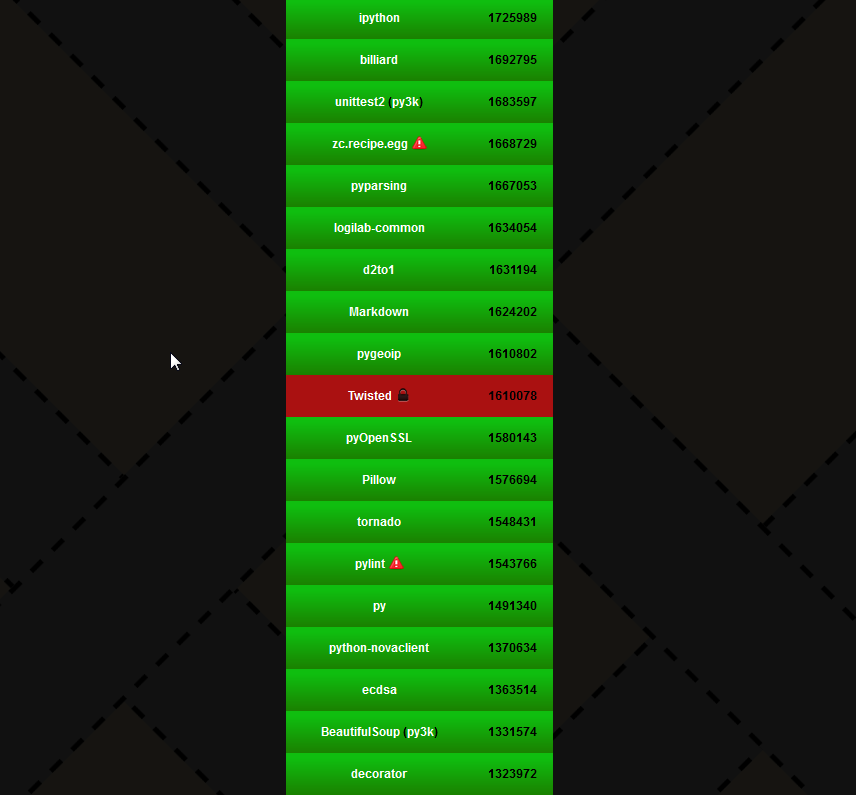 ipython 1725989
billiard 1692795
unittest2 (py3k) 1683597
zc.recipe.egg 1668729
pyparsing 1667053
logilab-common 1634054
d2to1 1631194
Markdown 1624202
pygeoip 1610802
Twisted 1610078
pyOpenSSL 1580143
Pillow 1576694
tornado 1548431
pylint 1543766
py 1491340
python-novaclient 1370634
ecdsa 1363514
BeautifulSoup (py3k) 1331574
decorator 1323972